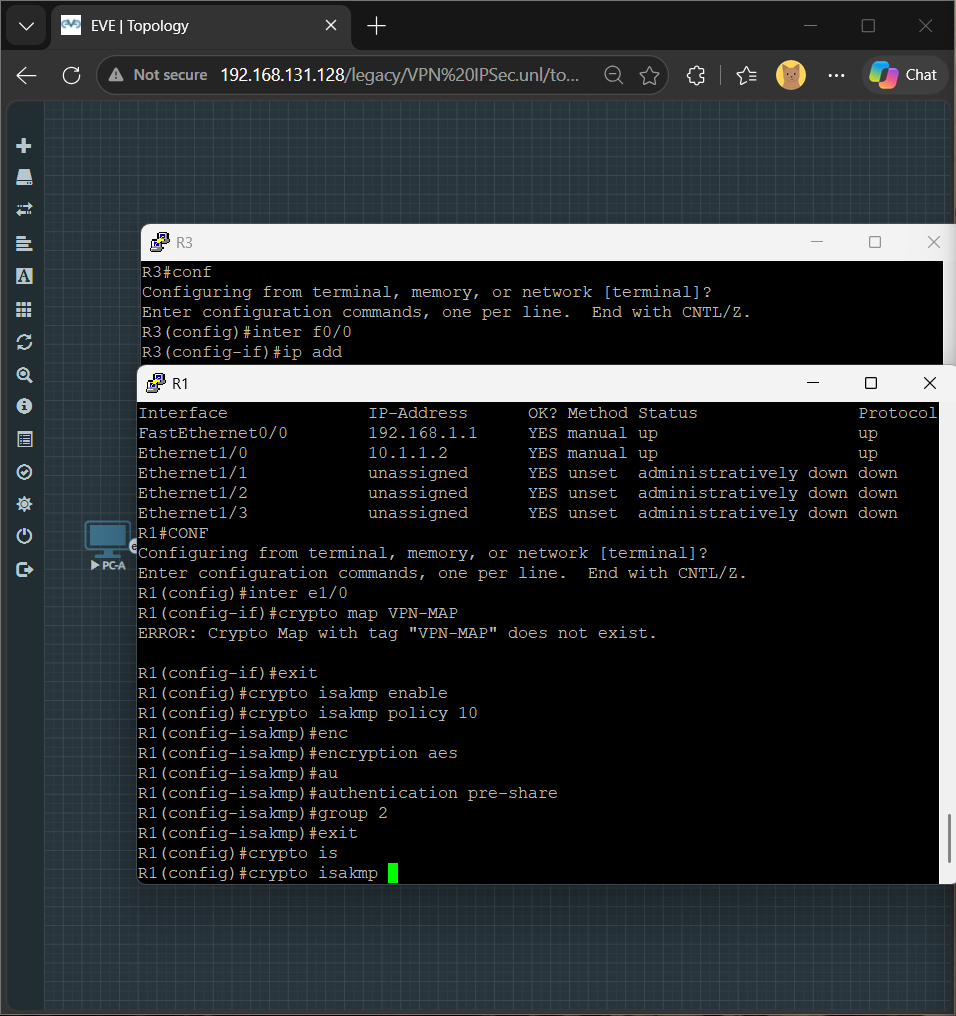 EVE | Topology
Not secure 192.168.131.128/legacy/VPN%20IPSec.unl/to...
Chat
A
R3
R3#conf
Configuring from terminal, memory, or network [terminal]?
Enter configuration commands, one per line.  End with CNTL/Z.
R3(config)#inter f0/0
R3(config-if)#ip add
R1
Interface IP-Address OK? Method Status Protocol
FastEthernet0/0 192.168.1.1 YES manual up up
Ethernet1/0 10.1.1.2 YES manual up up
Ethernet1/1 unassigned YES unset administratively down down
Ethernet1/2 unassigned YES unset administratively down down
Ethernet1/3 unassigned YES unset administratively down down
R1#CONF
Configuring from terminal, memory, or network [terminal]?
Enter configuration commands, one per line.  End with CNTL/Z.
R1(config)#inter e1/0
R1(config-if)#crypto map VPN-MAP
ERROR: Crypto Map with tag "VPN-MAP" does not exist.
R1(config-if)#exit
R1(config)#crypto isakmp enable
R1(config)#crypto isakmp policy 10
R1(config-isakmp)#enc
R1(config-isakmp)#encryption aes
R1(config-isakmp)#au
R1(config-isakmp)#authentication pre-share
R1(config-isakmp)#group 2
R1(config-isakmp)#exit
R1(config)#crypto is
R1(config)#crypto isakmp
PC-A